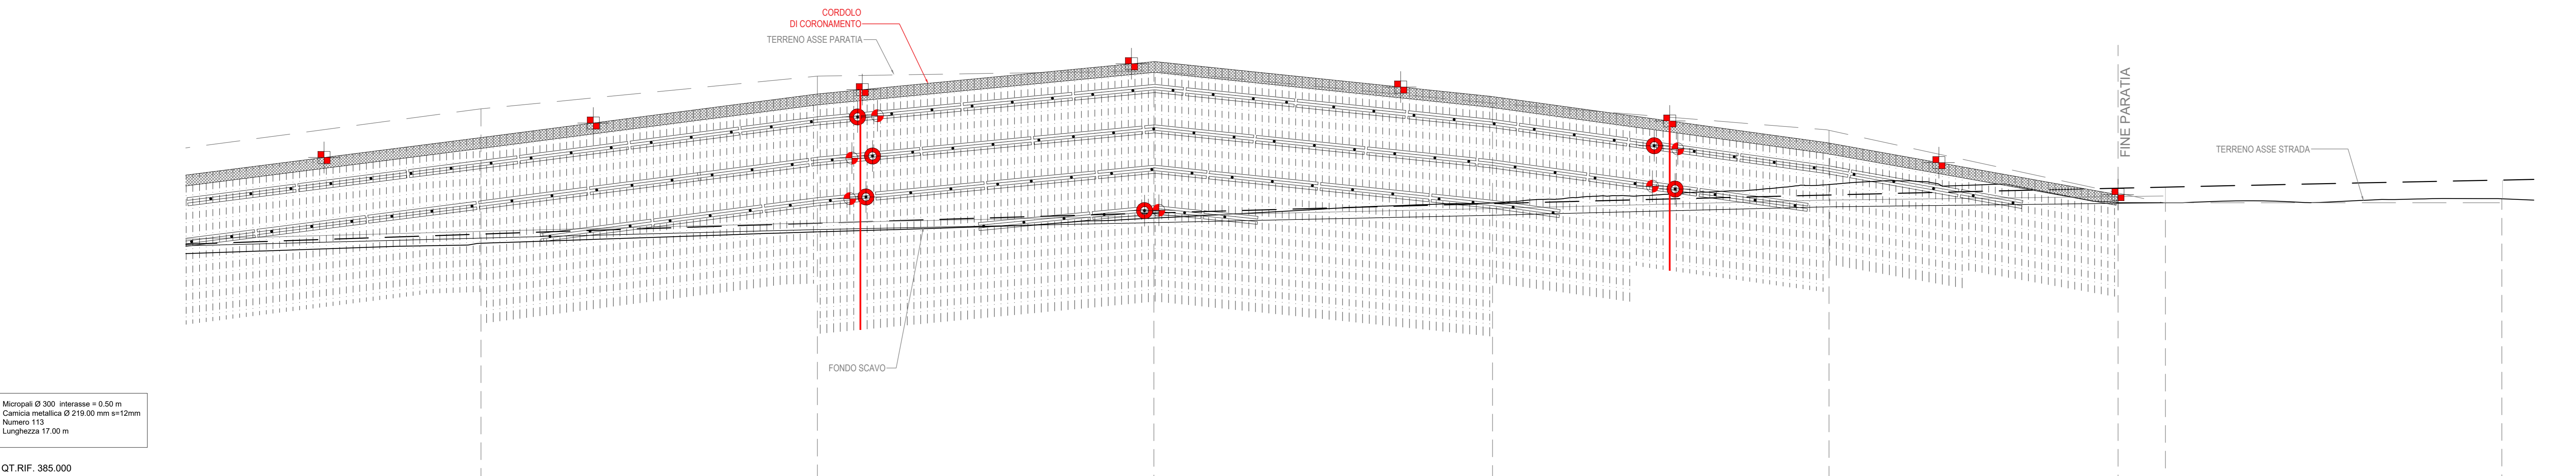 CORDOLO
DI CORONAMENTO
TERRENO ASSE PARATIA
FINE PARATIA
TERRENO ASSE STRADA
FONDO SCAVO
Micropali Ø 300 interasse = 0.50 m
Camicia metallica Ø 219.00 mm s=12mm
Numero 113
Lunghezza 17.00 m
QT.RIF. 385.000